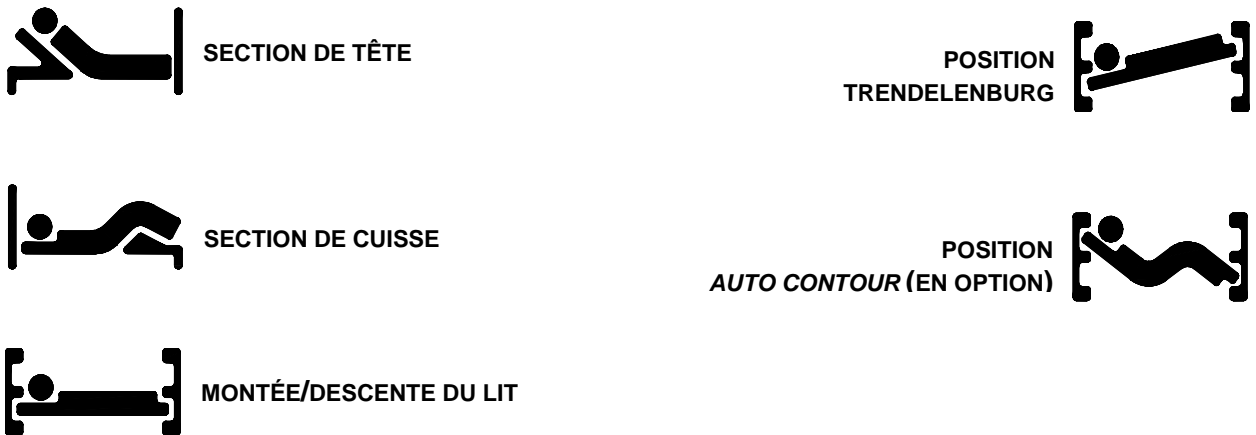 SECTION DE TÊTE
SECTION DE CUISSE
MONTÉE/DESCENTE DU LIT
POSITION
TRENDELENBURG
POSITION
AUTO CONTOUR (EN OPTION)